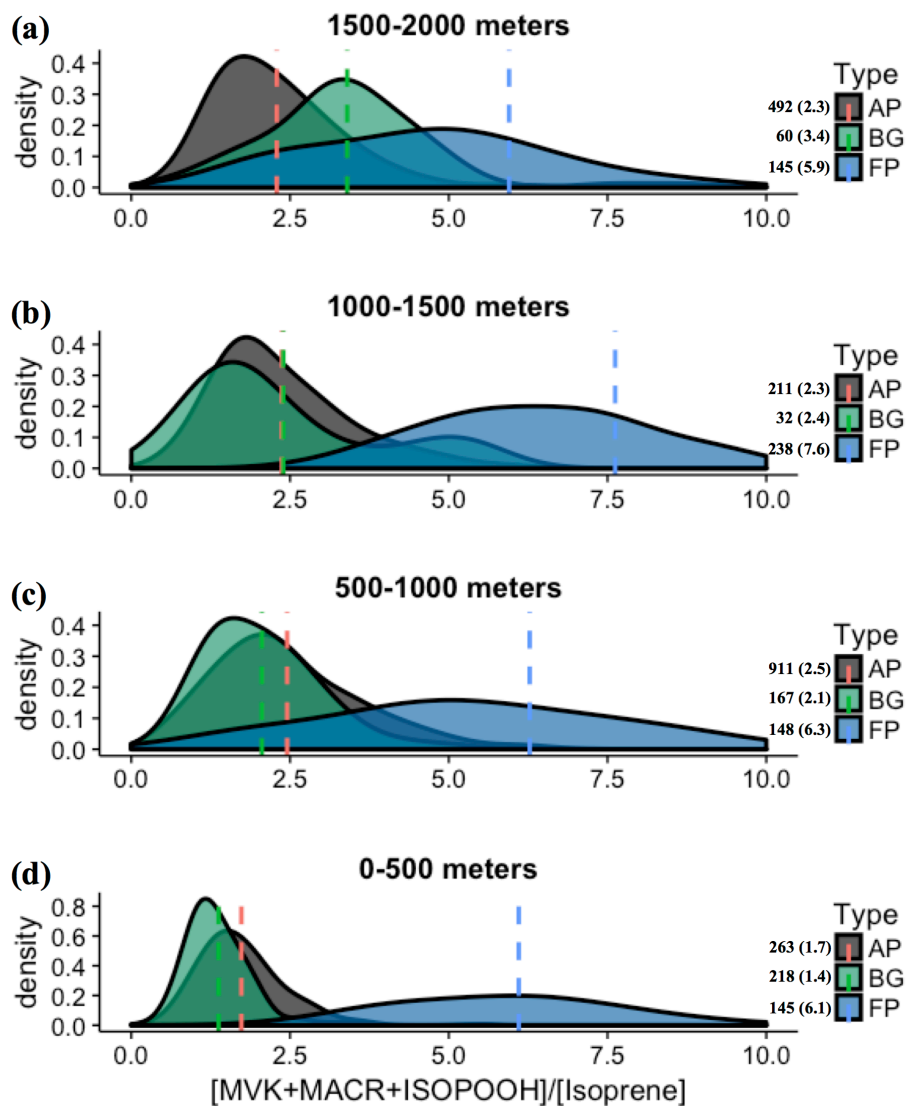 (a) 1500-2000 meters
density
0.4
0.3
0.2
0.1
0.0
0.0 2.5 5.0 7.5 10.0
Type
492 (2.3) AP
60 (3.4) BG
145 (5.9) FP
(b) 1000-1500 meters
density
0.4
0.3
0.2
0.1
0.0
0.0 2.5 5.0 7.5 10.0
Type
211 (2.3) AP
32 (2.4) BG
238 (7.6) FP
(c) 500-1000 meters
density
0.4
0.3
0.2
0.1
0.0
0.0 2.5 5.0 7.5 10.0
Type
911 (2.5) AP
167 (2.1) BG
148 (6.3) FP
(d) 0-500 meters
density
0.8
0.6
0.4
0.2
0.0
0.0 2.5 5.0 7.5 10.0
Type
263 (1.7) AP
218 (1.4) BG
145 (6.1) FP
[MVK+MACR+ISOPOOH]/[Isoprene]